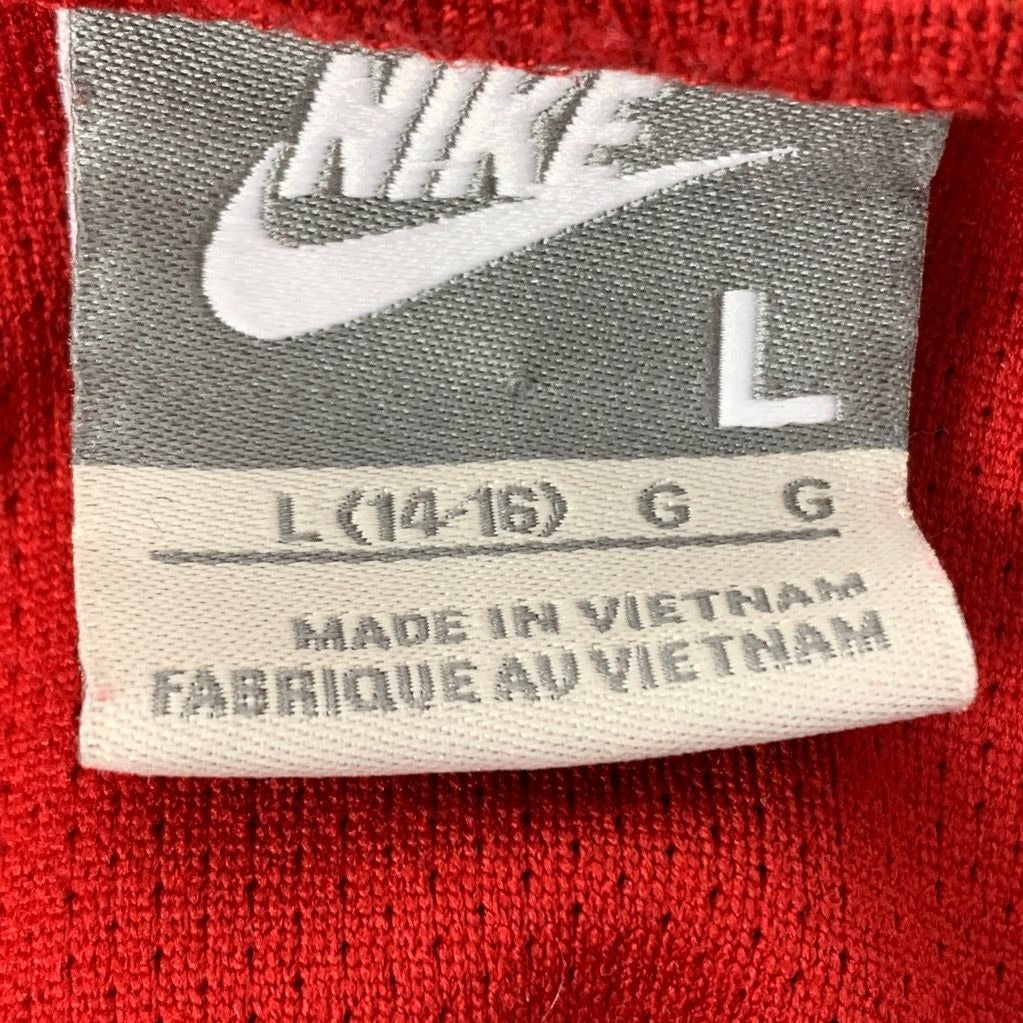 NIKE
L
L (14-16) G G
MADE IN VIETNAM
FABRIQUE AU VIETNAM